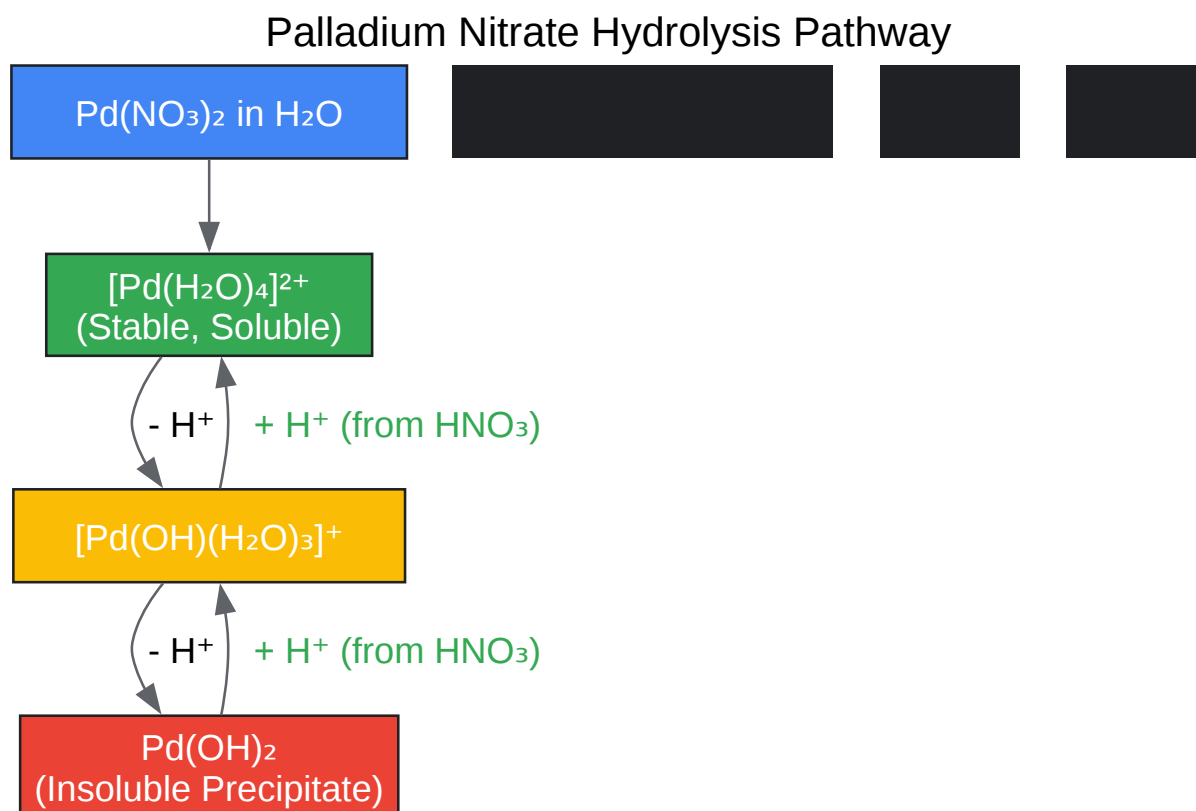 Palladium Nitrate Hydrolysis Pathway
Pd(NO₃)₂ in H₂O
[Pd(H₂O)₄]²⁺
(Stable, Soluble)
- H⁺ + H⁺ (from HNO₃)
[Pd(OH)(H₂O)₃]⁺
- H⁺ + H⁺ (from HNO₃)
Pd(OH)₂
(Insoluble Precipitate)